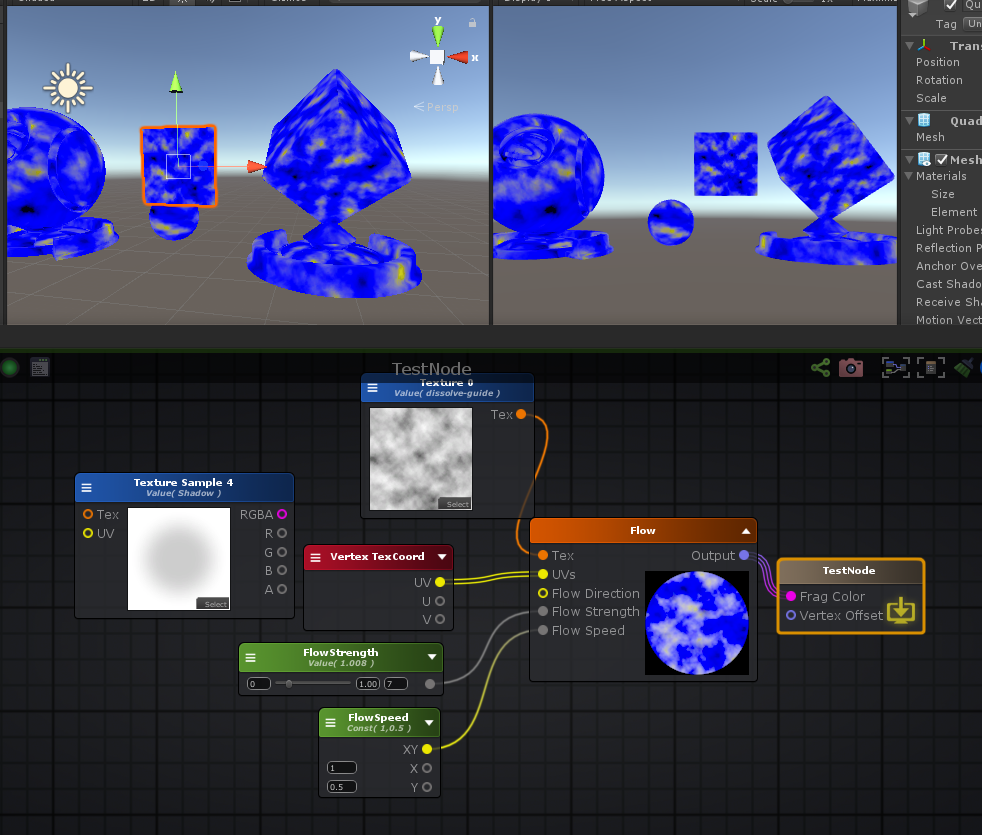 y
x
Persp
Tag
Un
Trans
Position
Rotation
Scale
Quad
Mesh
Mesh
Materials
Size
Element
Light Probes
Reflection P
Anchor Ove
Cast Shado
Receive Sha
Motion Vect
TestNode
Texture 0
Value( dissolve-guide )
Tex
Select
Texture Sample 4
Value( Shadow )
Tex
RGBA
UV
R
G
B
A
Select
Vertex TexCoord
UV
U
V
Flow
Tex
Output
UVs
Flow Direction
Flow Strength
Flow Speed
TestNode
Frag Color
Vertex Offset
FlowStrength
Value( 1.008 )
0
1.00
7
FlowSpeed
Const( 1,0.5 )
XY
1
X
0.5
Y